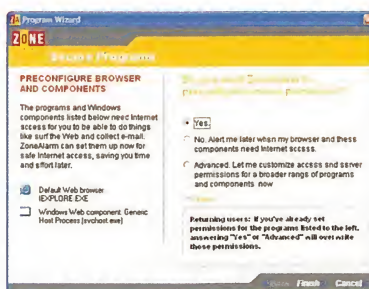 Program Wizard
ZONE
Secure Programs
PRECONFIGURE BROWSER
AND COMPONENTS
The programs and Windows
components listed below need Internet
access for you to be able to do things
like surf the Web and collect e-mail.
ZoneAlarm can set them up now for
safe Internet access, saving you time
and effort later.
Default Web browser
IEXPLORE.EXE
Windows Web component: Generic
Host Process (svchost.exe)
Yes.
No. Alert me later when my browser and these
components need Internet access.
Advanced. Let me customize access and server
permissions for a broader range of programs
and components now
Returning users: If you've already set
permissions for the programs listed to the left,
answering "Yes" or "Advanced" will overwrite
those permissions.
Finish
Cancel